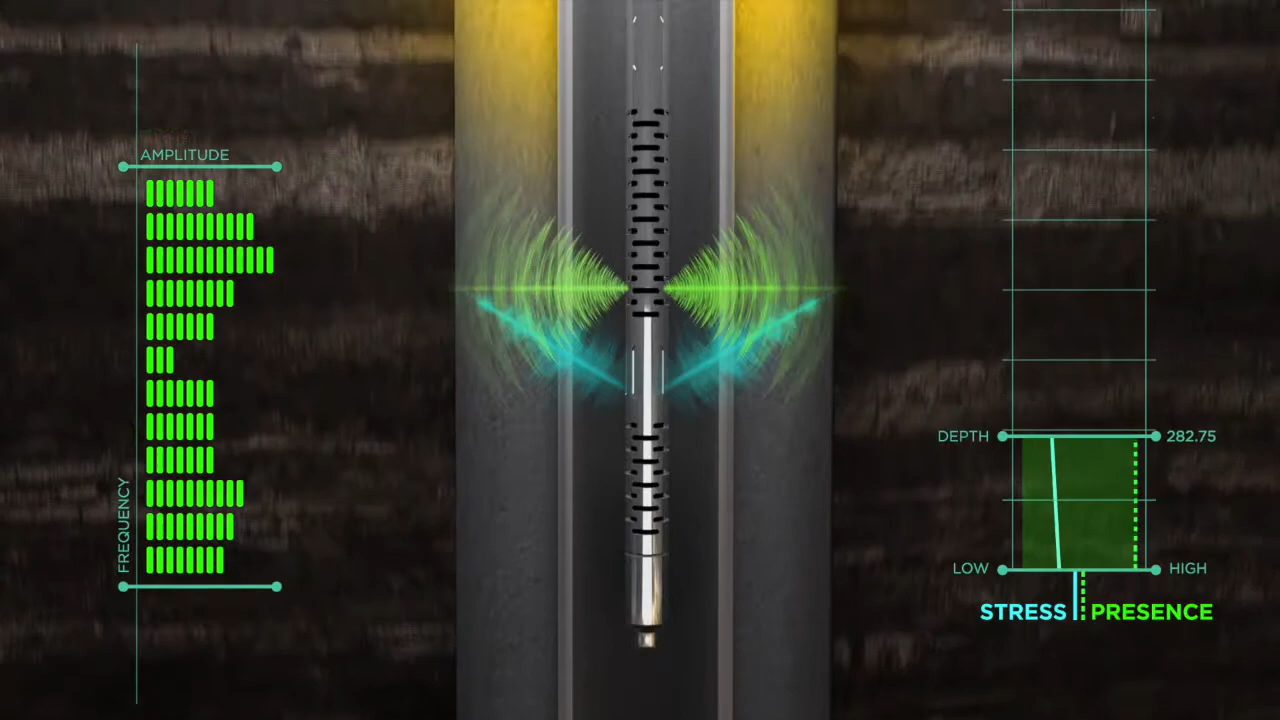 AMPLITUDE
FREQUENCY
DEPTH
282.75
LOW
HIGH
STRESS
PRESENCE